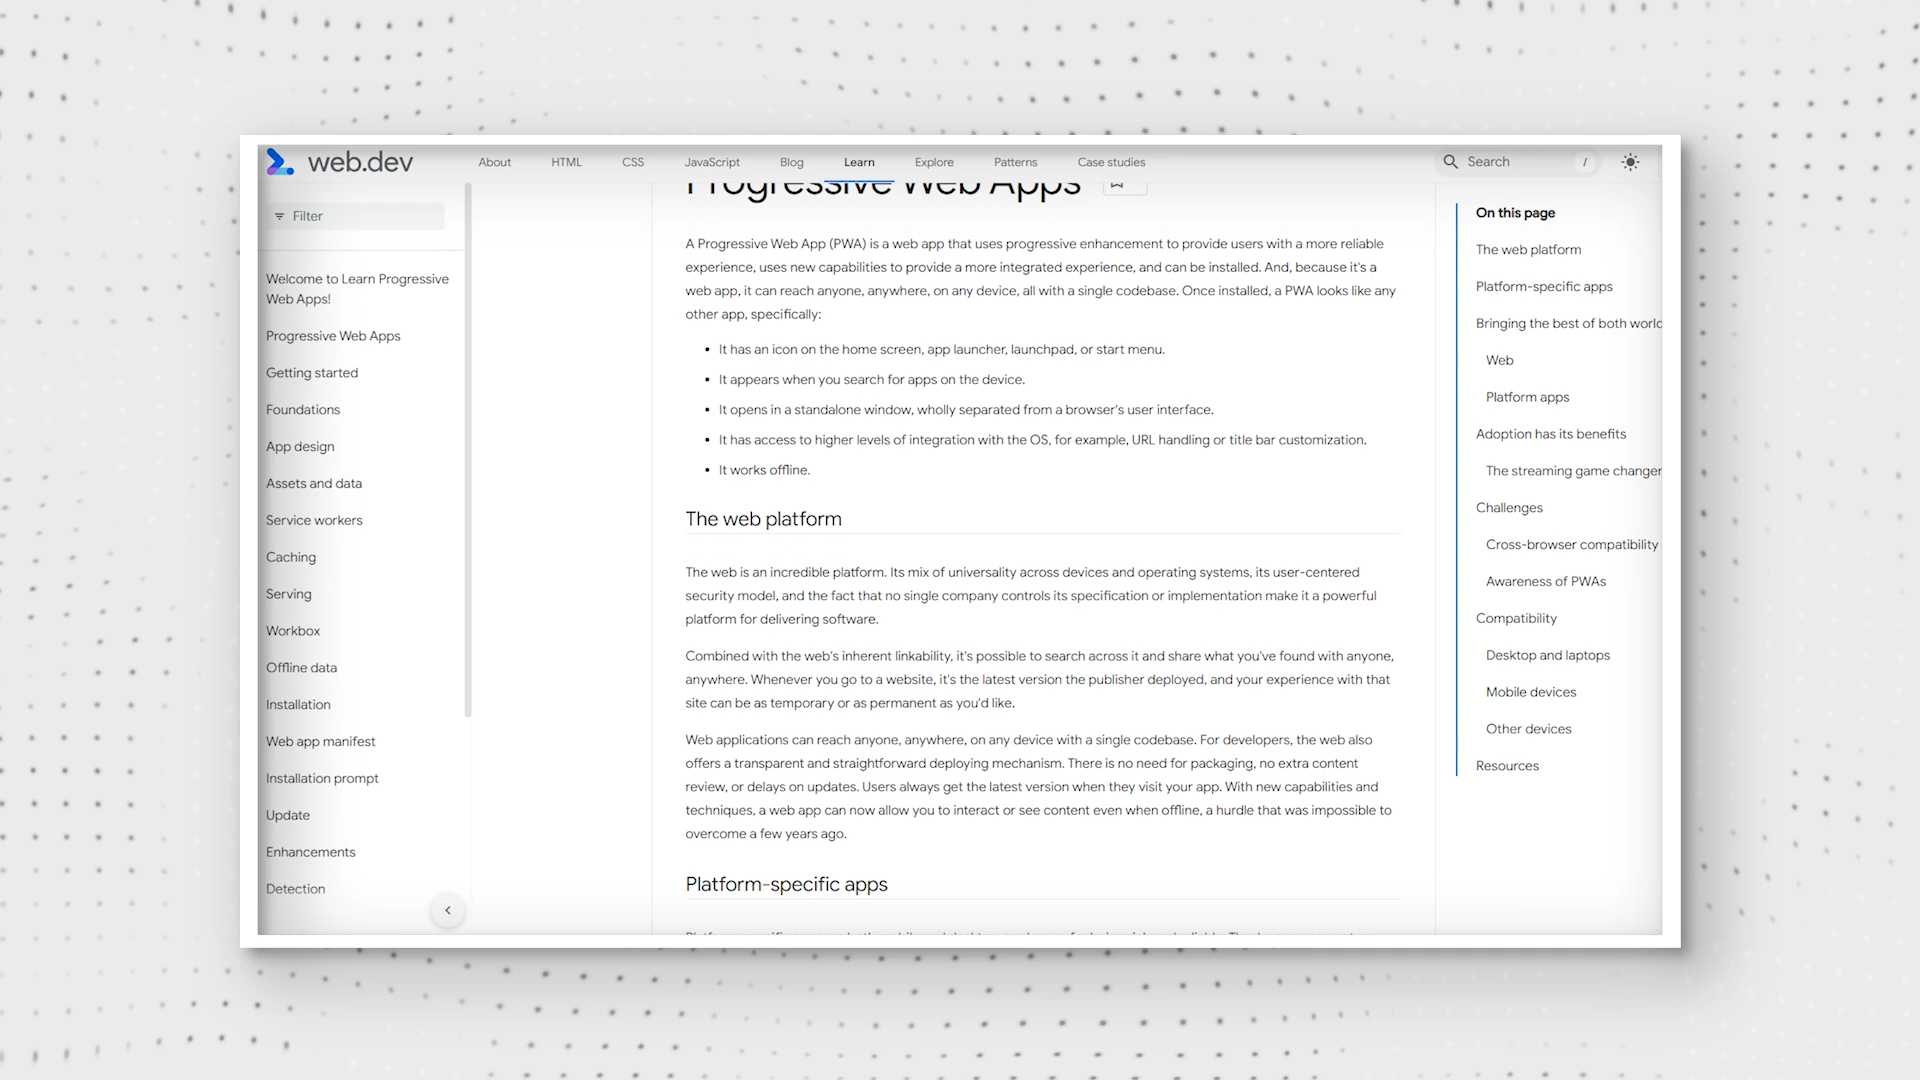 web.dev
About HTML CSS JavaScript Blog Learn Explore Patterns Case studies
Search /
Filter
Welcome to Learn Progressive
Web Apps!
Progressive Web Apps
Getting started
Foundations
App design
Assets and data
Service workers
Caching
Serving
Workbox
Offline data
Installation
Web app manifest
Installation prompt
Update
Enhancements
Detection
Progressive Web Apps
A Progressive Web App (PWA) is a web app that uses progressive enhancement to provide users with a more reliable
experience, uses new capabilities to provide a more integrated experience, and can be installed. And, because it's a
web app, it can reach anyone, anywhere, on any device, all with a single codebase. Once installed, a PWA looks like any
other app, specifically:
• It has an icon on the home screen, app launcher, launchpad, or start menu.
• It appears when you search for apps on the device.
• It opens in a standalone window, wholly separated from a browser's user interface.
• It has access to higher levels of integration with the OS, for example, URL handling or title bar customization.
• It works offline.
The web platform
The web is an incredible platform. Its mix of universality across devices and operating systems, its user-centered
security model, and the fact that no single company controls its specification or implementation make it a powerful
platform for delivering software.
Combined with the web's inherent linkability, it's possible to search across it and share what you've found with anyone,
anywhere. Whenever you go to a website, it's the latest version the publisher deployed, and your experience with that
site can be as temporary or as permanent as you'd like.
Web applications can reach anyone, anywhere, on any device with a single codebase. For developers, the web also
offers a transparent and straightforward deploying mechanism. There is no need for packaging, no extra content
review, or delays on updates. Users always get the latest version when they visit your app. With new capabilities and
techniques, a web app can now allow you to interact or see content even when offline, a hurdle that was impossible to
overcome a few years ago.
Platform-specific apps
On this page
The web platform
Platform-specific apps
Bringing the best of both world
Web
Platform apps
Adoption has its benefits
The streaming game changer
Challenges
Cross-browser compatibility
Awareness of PWAs
Compatibility
Desktop and laptops
Mobile devices
Other devices
Resources